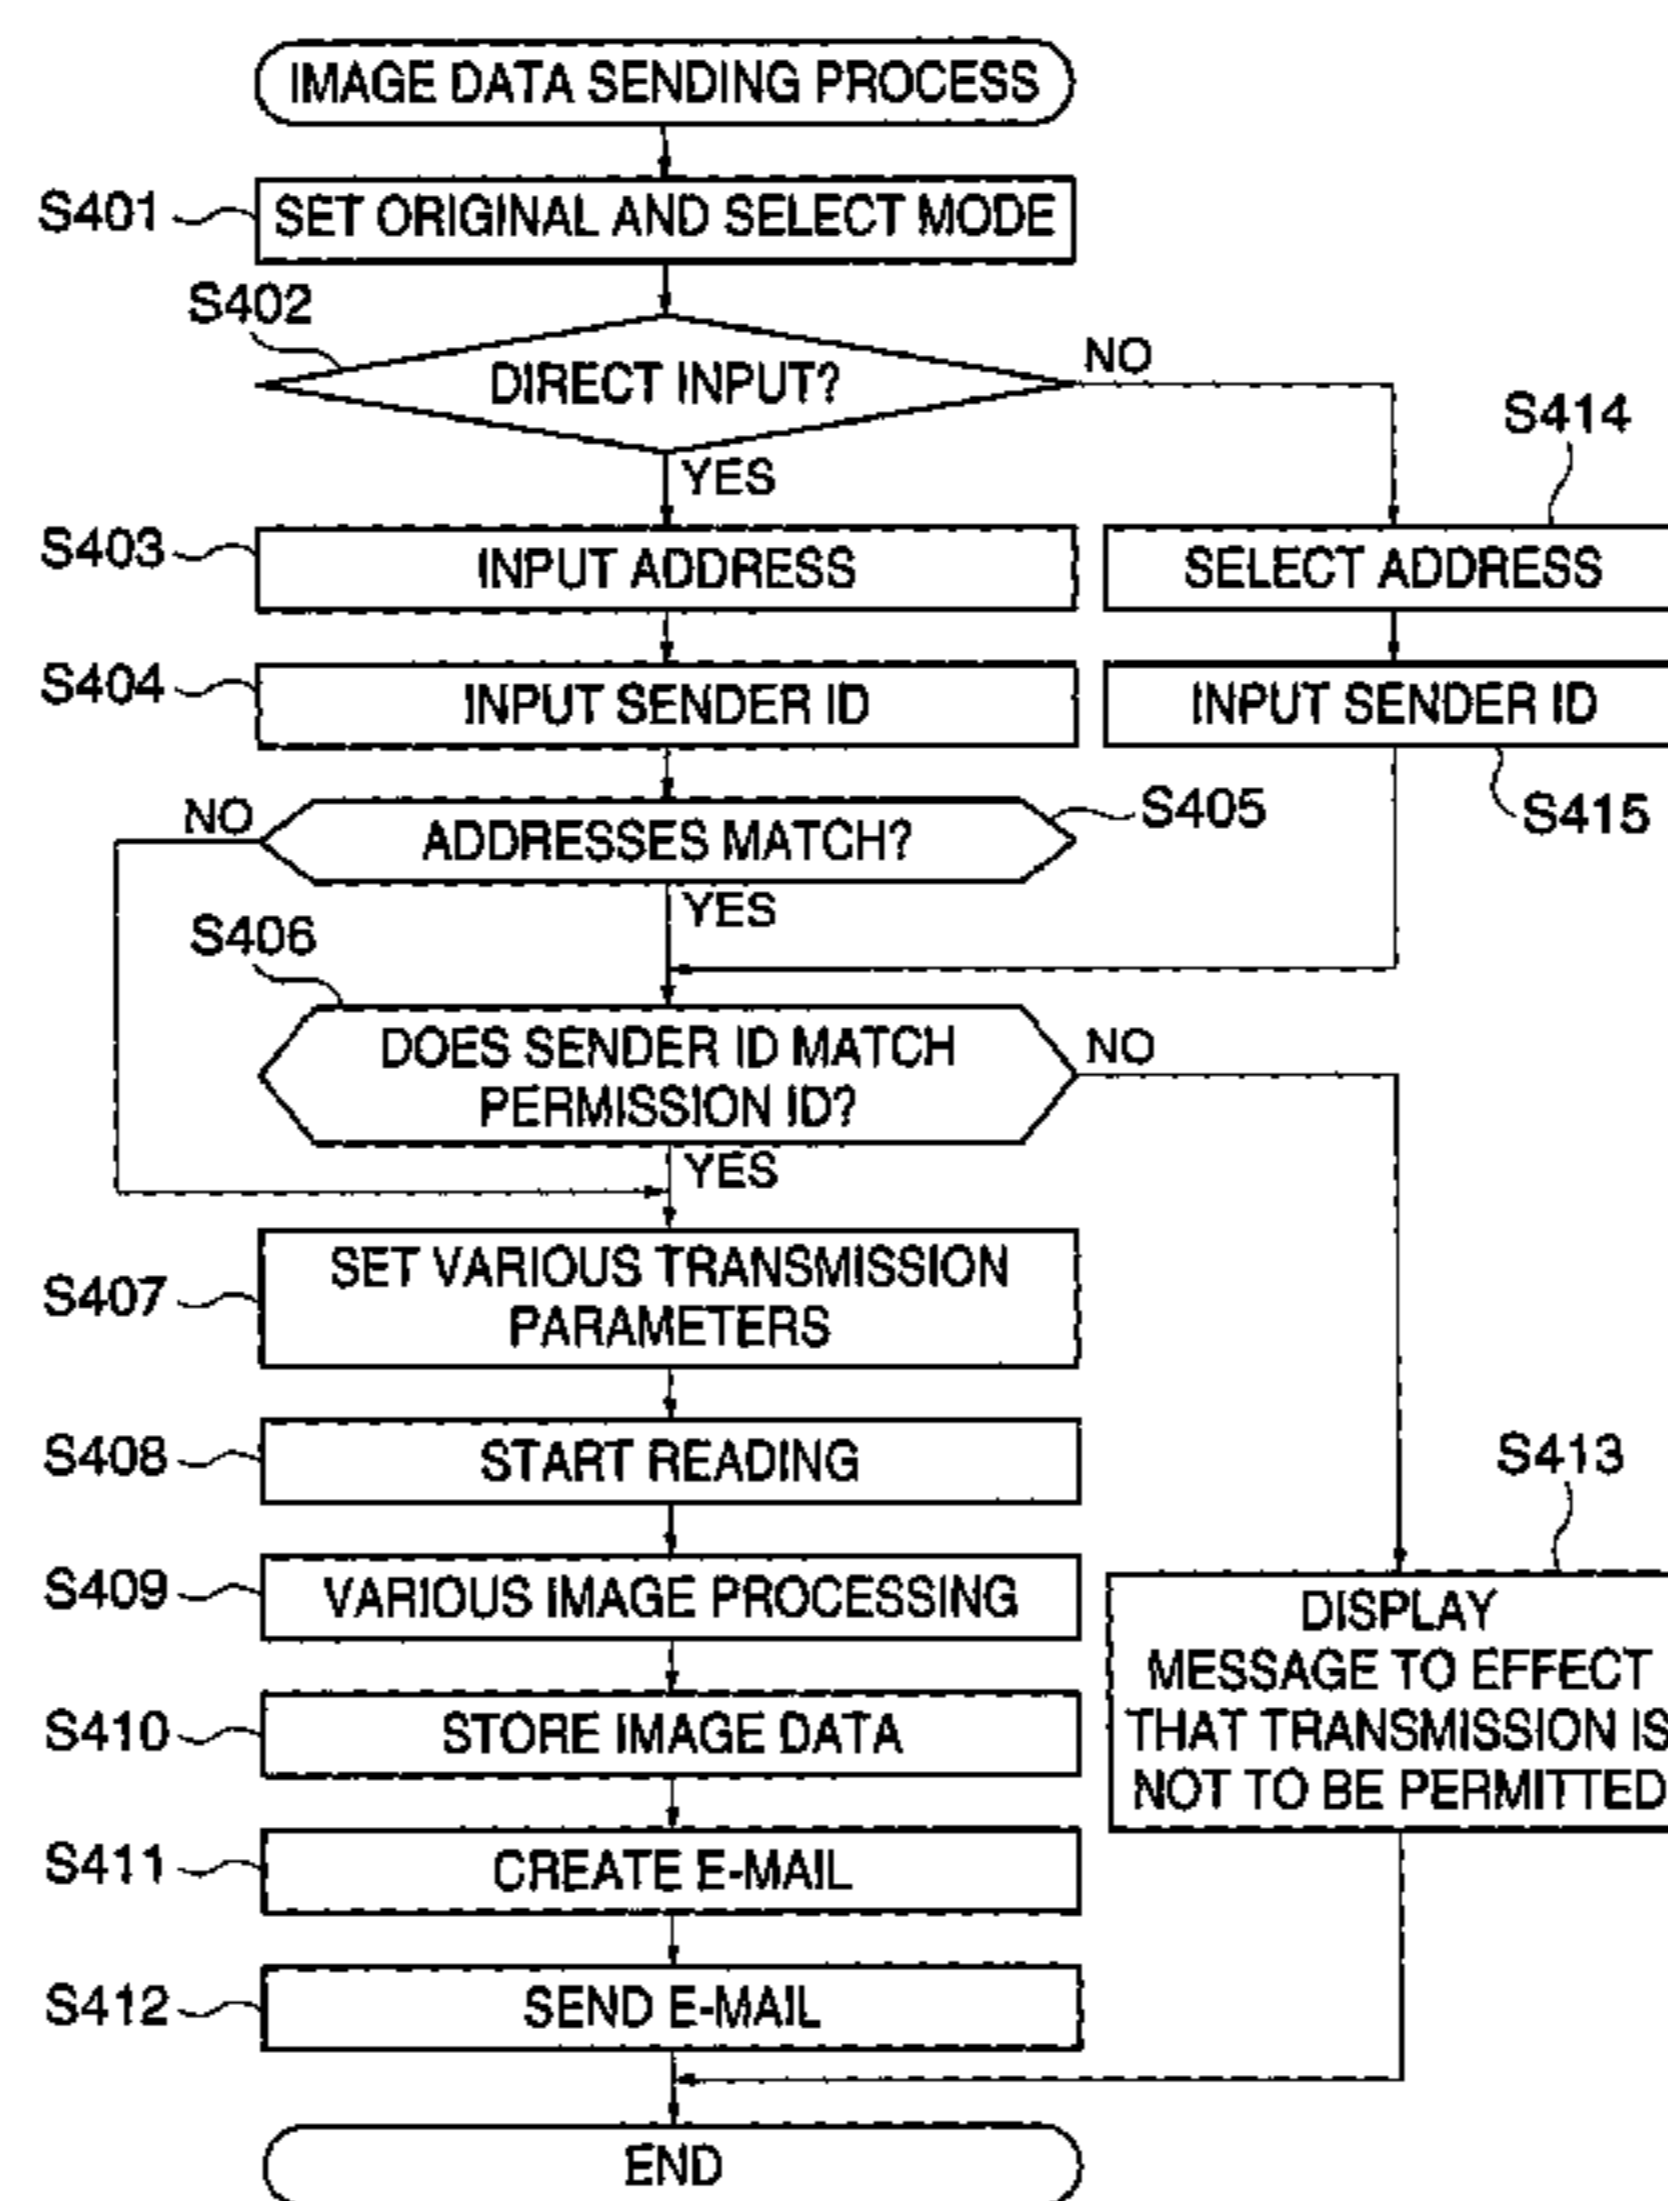 IMAGE DATA SENDING PROCESS
S401
SET ORIGINAL AND SELECT MODE
S402
DIRECT INPUT?
NO
YES
S414
S403
INPUT ADDRESS
SELECT ADDRESS
S404
INPUT SENDER ID
INPUT SENDER ID
S415
NO
ADDRESSES MATCH?
S405
YES
S406
DOES SENDER ID MATCH
PERMISSION ID?
NO
YES
S407
SET VARIOUS TRANSMISSION
PARAMETERS
S408
START READING
S413
S409
VARIOUS IMAGE PROCESSING
DISPLAY
MESSAGE TO EFFECT
THAT TRANSMISSION IS
NOT TO BE PERMITTED
S410
STORE IMAGE DATA
S411
CREATE E-MAIL
S412
SEND E-MAIL
END